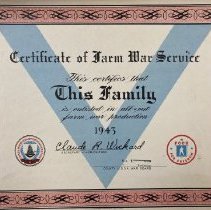 Certificate of Farm War Service
This certifies that
This Family
is enlisted in all-out
farm war production
1943
Claude R. Wickard
FOOD